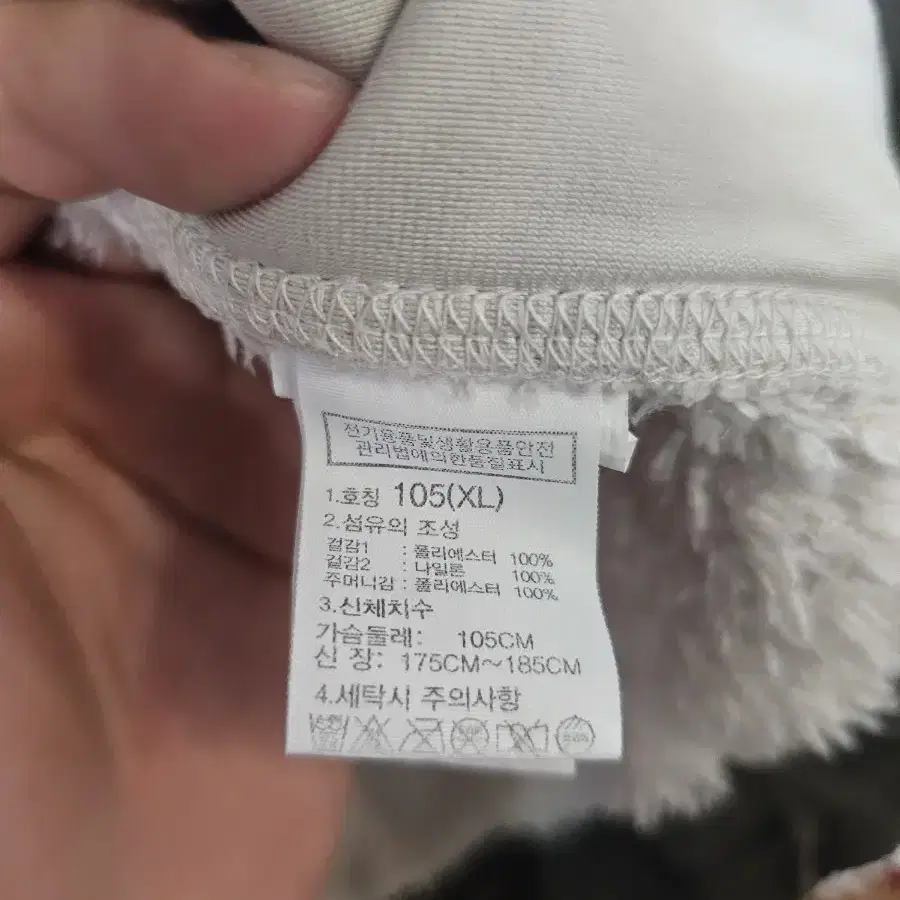 전기용품및생활용품안전
관리법에의한품질표시
1.호칭 105(XL)
2.섬유의 조성
겉감1 : 폴리에스터 100%
겉감2 : 나일론 100%
주머니감 : 폴리에스터 100%
3.신체치수
가슴둘레: 105CM
신 장: 175CM~185CM
4.세탁시 주의사항